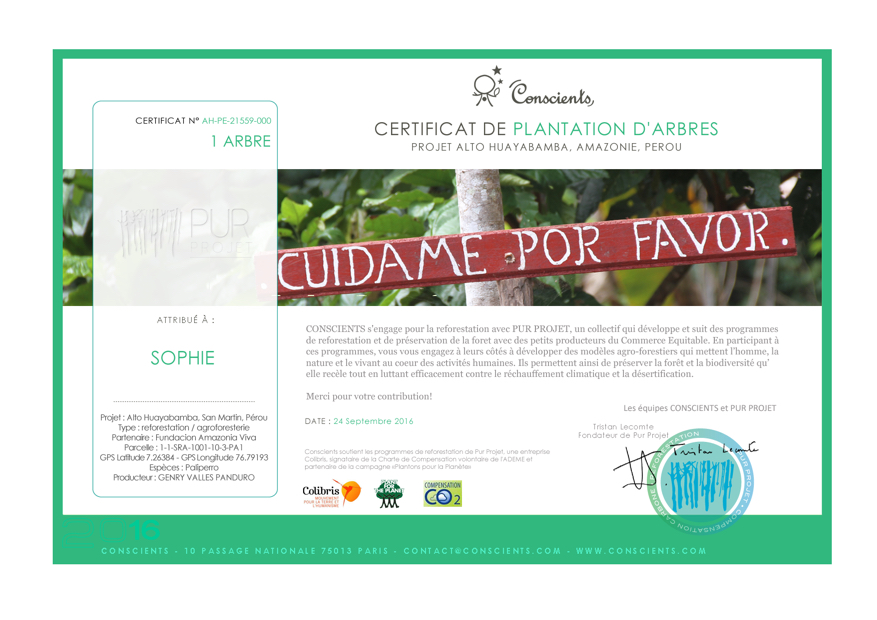 Conscients
CERTIFICAT N° AH-PE-21559-000
1 ARBRE
CERTIFICAT DE PLANTATION D'ARBRES
PROJET ALTO HUAYABAMBA, AMAZONIE, PEROU
PUR
PROJET
CUIDAME POR FAVOR.
ATTRIBUÉ À :
SOPHIE
Projet : Alto Huayabamba, San Martin, Pérou
Type : reforestation / agroforesterie
Partenaire : Fundacion Amazonia Viva
Parcelle : 1-1-SRA-1001-10-3-PA1
GPS Latitude 7.26384 - GPS Longitude 76.79193
Espèces : Paliperro
Producteur : GENRY VALLES PANDURO
CONSCIENTS s'engage pour la reforestation avec PUR PROJET, un collectif qui développe et suit des programmes
de reforestation et de préservation de la foret avec des petits producteurs du Commerce Equitable. En participant à
ces programmes, vous vous engagez à leurs côtés à développer des modèles agro-forestiers qui mettent l'homme, la
nature et le vivant au coeur des activités humaines. Ils permettent ainsi de préserver la forêt et la biodiversité qu'
elle recèle tout en luttant efficacement contre le réchauffement climatique et la désertification.
Merci pour votre contribution!
Les équipes CONSCIENTS et PUR PROJET
DATE : 24 Septembre 2016
Tristan Lecomte
Fondateur de Pur Projet
Conscients soutient les programmes de reforestation de Pur Projet, une entreprise
Colibris, signataire de la Charte de Compensation volontaire de l'ADEME et
partenaire de la campagne «Plantons pour la Planète»
Tristan Lecomte
PUR PROJET • COMPENSATION CARBONE
Colibris
MOUVEMENT
POUR LA TERRE ET
L'HUMANISME
THE PLANET
COMPENSATION
CO2
16
CONSCIENTS - 10 PASSAGE NATIONALE 75013 PARIS - CONTACT@CONSCIENTS.COM - WWW.CONSCIENTS.COM